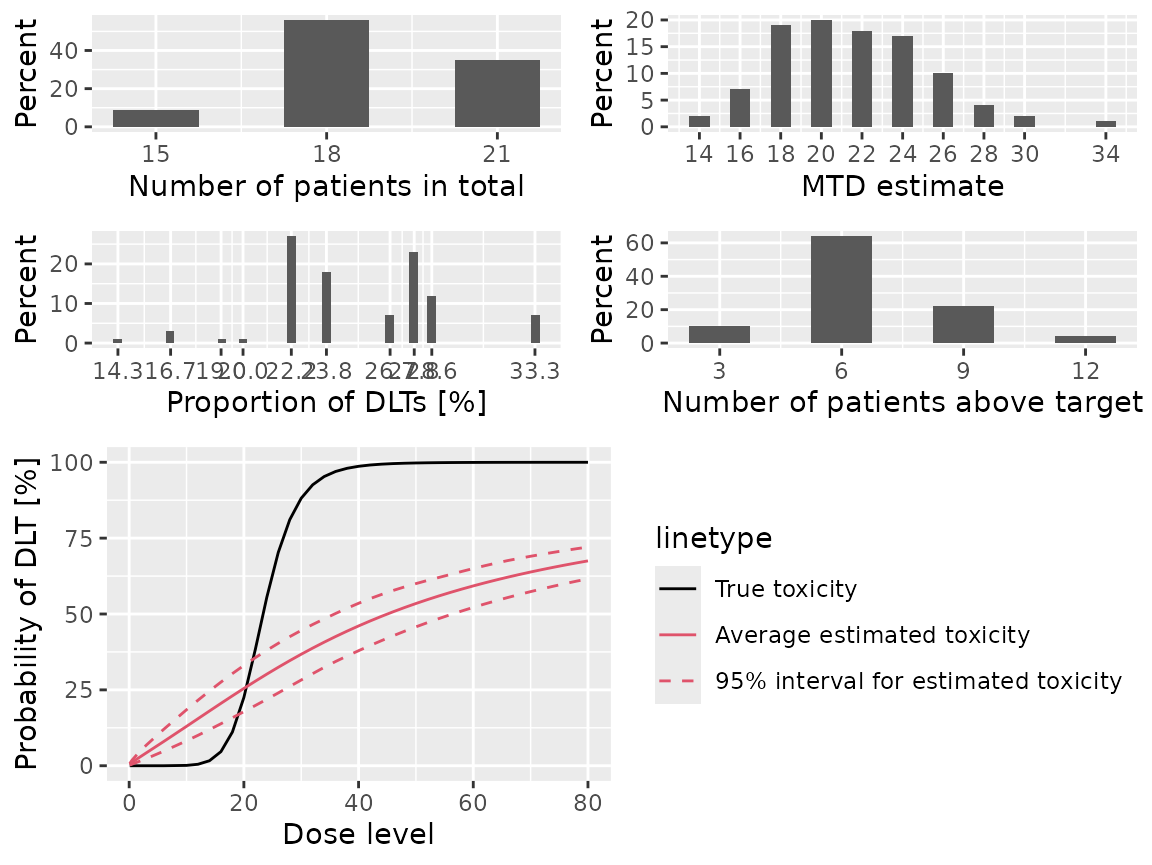 Percent
40
20
0
15 18 21
Number of patients in total
Percent
20
15
10
5
0
14 16 18 20 22 24 26 28 30 34
MTD estimate
Percent
20
10
0
14.3 16.7 20.0 23.8 33.3
Proportion of DLTs [%]
Percent
60
40
20
0
3 6 9 12
Number of patients above target
Probability of DLT [%]
100
75
50
25
0
0 20 40 60 80
Dose level
linetype
True toxicity
Average estimated toxicity
95% interval for estimated toxicity